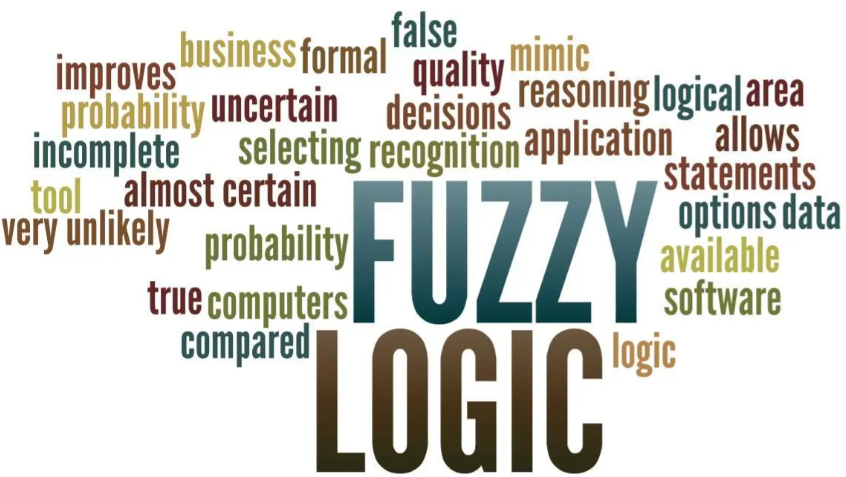 false
business formal mimic
improves quality
probability uncertain decisions reasoning logical area
incomplete selecting recognition application allows
tool almost certain statements
very unlikely options data
probability FUZZY available
true computers software
compared logic
LOGIC